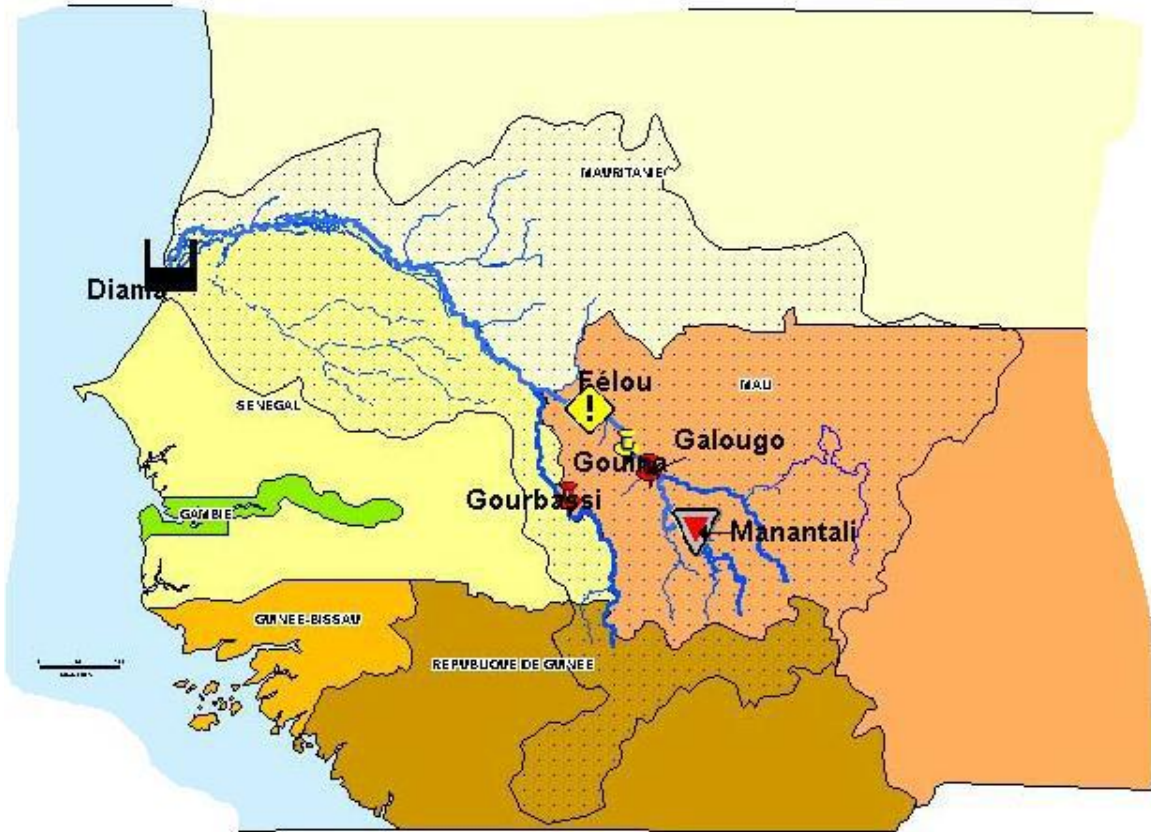 MAURITANIE
Diama
Félou
MALI
SENEGAL
Galougo
Gouina
Gourbassi
GAMBIE
Manantali
GUINEE-BISSAU
REPUBLIQUE DE GUINEE